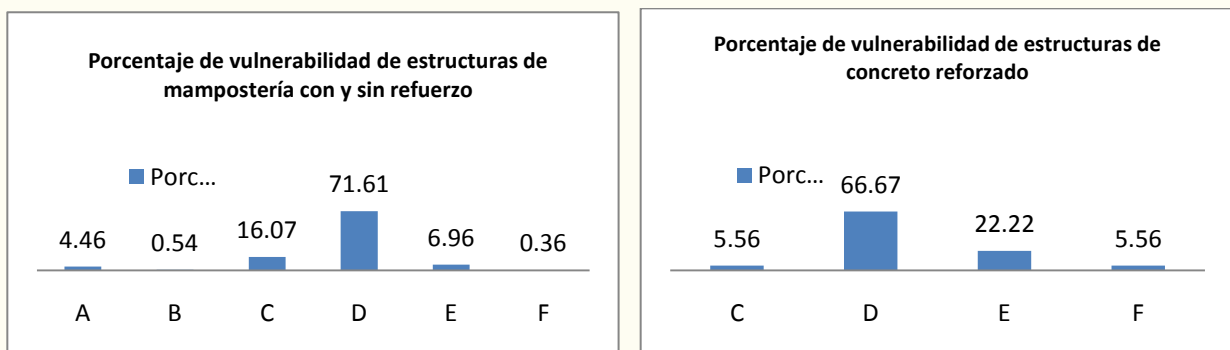 Porcentaje de vulnerabilidad de estructuras de
mampostería con y sin refuerzo
Porc...
4.46
0.54
16.07
71.61
6.96
0.36
A B C D E F
Porcentaje de vulnerabilidad de estructuras de
concreto reforzado
Porc...
5.56
66.67
22.22
5.56
C D E F